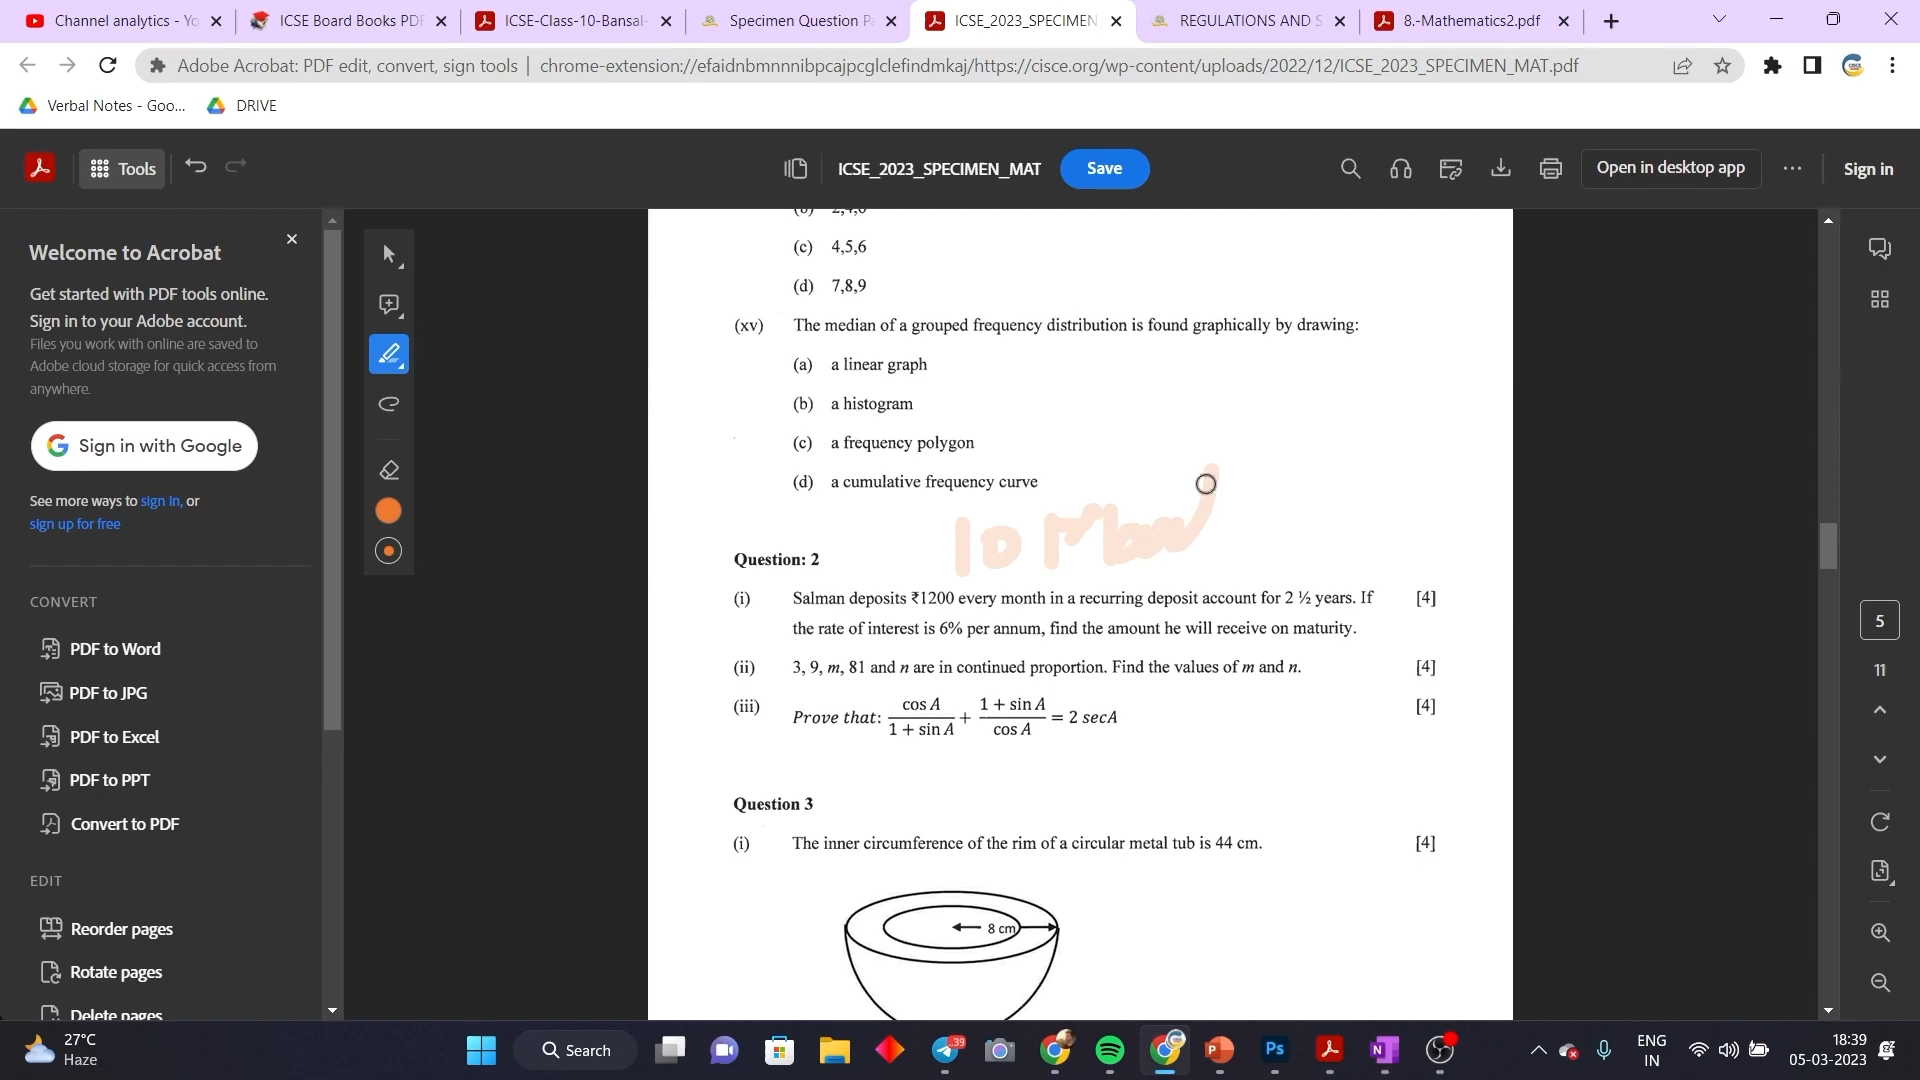 Channel analytics - Yo
ICSE Board Books PDF
ICSE-Class-10-Bansal-
Specimen Question Pa
ICSE_2023_SPECIMEN
REGULATIONS AND S
8.-Mathematics2.pdf
Adobe Acrobat: PDF edit, convert, sign tools | chrome-extension://efaidnbmnnnibpcajpcglclefindmkaj/https://cisce.org/wp-content/uploads/2022/12/ICSE_2023_SPECIMEN_MAT.pdf
Verbal Notes - Goo...
DRIVE
Tools
ICSE_2023_SPECIMEN_MAT
Save
Open in desktop app
Sign in
Welcome to Acrobat
Get started with PDF tools online.
Sign in to your Adobe account.
Files you work with online are saved to
Adobe cloud storage for quick access from
anywhere.
Sign in with Google
See more ways to sign in, or
sign up for free
CONVERT
PDF to Word
PDF to JPG
PDF to Excel
PDF to PPT
Convert to PDF
EDIT
Reorder pages
Rotate pages
Delete pages
(b) 2,4,6
(c) 4,5,6
(d) 7,8,9
(xv) The median of a grouped frequency distribution is found graphically by drawing:
(a) a linear graph
(b) a histogram
(c) a frequency polygon
(d) a cumulative frequency curve
10
Question: 2
(i) Salman deposits ₹1200 every month in a recurring deposit account for 2 ½ years. If [4]
the rate of interest is 6% per annum, find the amount he will receive on maturity.
(ii) 3, 9, m, 81 and n are in continued proportion. Find the values of m and n. [4]
(iii) Prove that: cos A / 1 + sin A + 1 + sin A / cos A = 2 secA [4]
Question 3
(i) The inner circumference of the rim of a circular metal tub is 44 cm. [4]
8 cm
5
11
27°C
Haze
Search
39
ENG
IN
18:39
05-03-2023